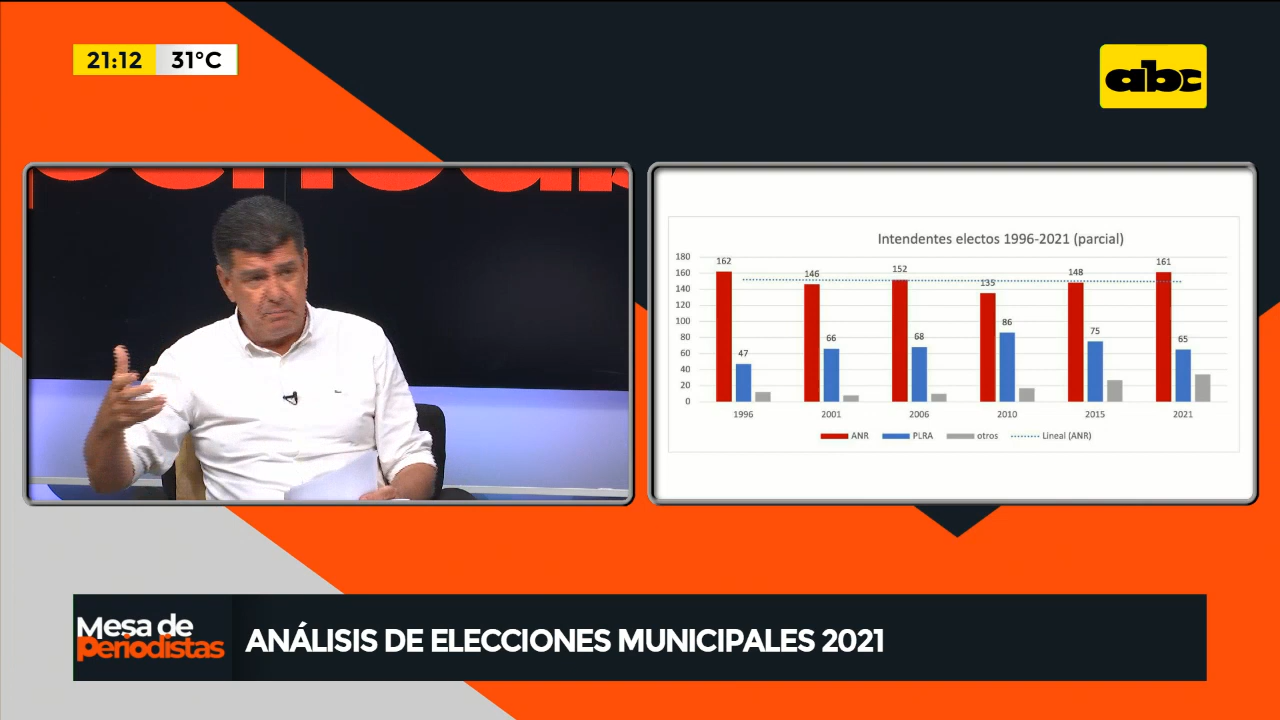 21:12 31°C
abc
Intendentes electos 1996-2021 (parcial)
180
160
140
120
100
80
60
40
20
0
162
47
146
66
152
68
135
86
148
75
161
65
1996 2001 2006 2010 2015 2021
ANR PLRA otros Lineal (ANR)
Mesa de
periodistas
ANÁLISIS DE ELECCIONES MUNICIPALES 2021